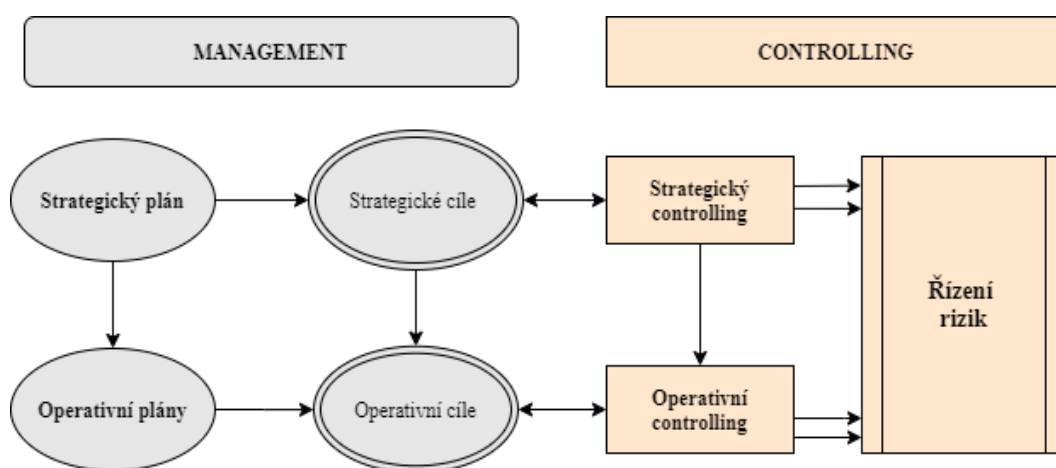 MANAGEMENT
CONTROLLING
Strategický plán
Strategické cíle
Strategický
controlling
Řízení
rizik
Operativní plány
Operativní cíle
Operativní
controlling